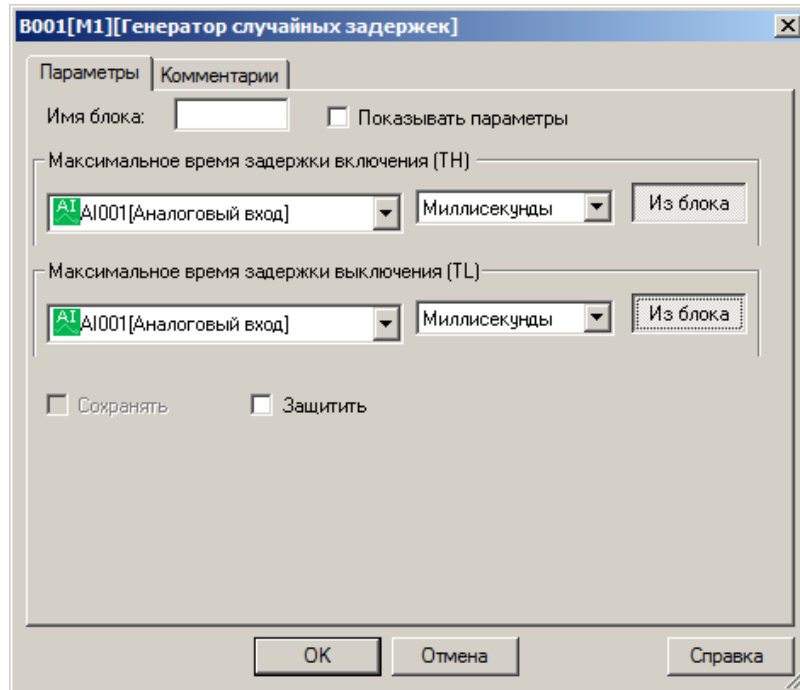 B001[M1][Генератор случайных задержек]
Параметры Комментарии
Имя блока: Показывать параметры
Максимальное время задержки включения (TH)
AI AI001[Аналоговый вход] Миллисекунды Из блока
Максимальное время задержки выключения (TL)
AI AI001[Аналоговый вход] Миллисекунды Из блока
Сохранять Защитить
OK Отмена Справка